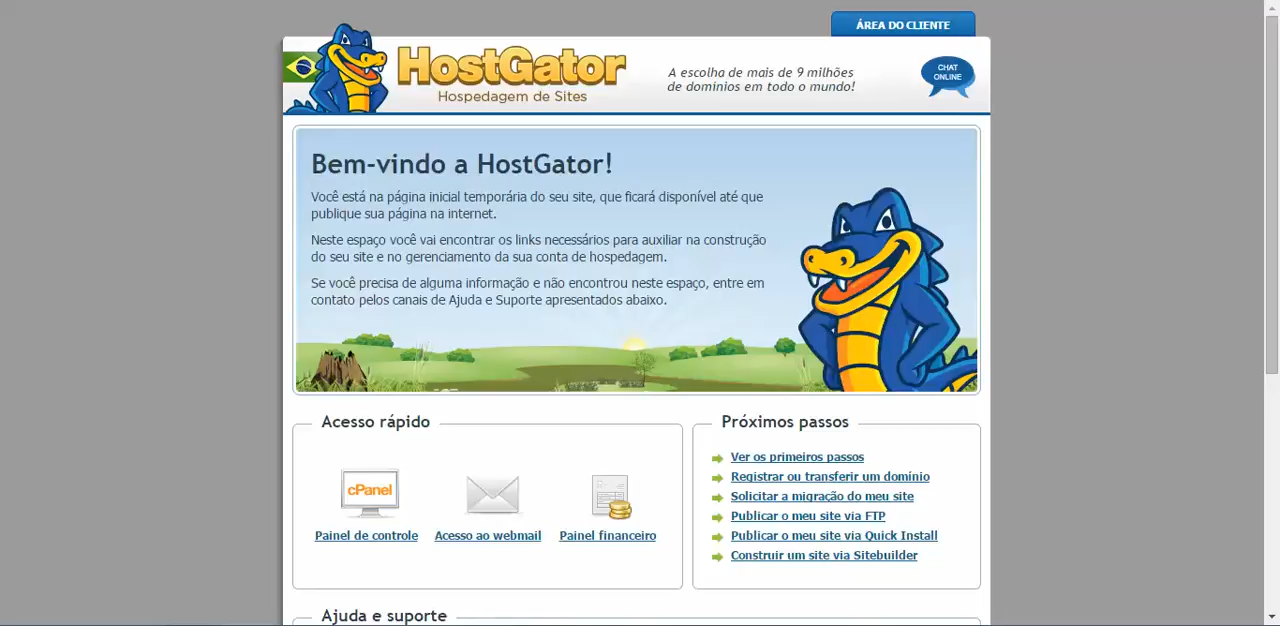 ÁREA DO CLIENTE
HostGator
Hospedagem de Sites
A escolha de mais de 9 milhões
de dominios em todo o mundo!
CHAT
ONLINE
Bem-vindo a HostGator!
Você está na página inicial temporária do seu site, que ficará disponível até que
publique sua página na internet.
Neste espaço você vai encontrar os links necessários para auxiliar na construção
do seu site e no gerenciamento da sua conta de hospedagem.
Se você precisa de alguma informação e não encontrou neste espaço, entre em
contato pelos canais de Ajuda e Suporte apresentados abaixo.
Acesso rápido
cPanel
Painel de controle
Acesso ao webmail
Painel financeiro
Próximos passos
Ver os primeiros passos
Registrar ou transferir um domínio
Solicitar a migração do meu site
Publicar o meu site via FTP
Publicar o meu site via Quick Install
Construir um site via Sitebuilder
Ajuda e suporte